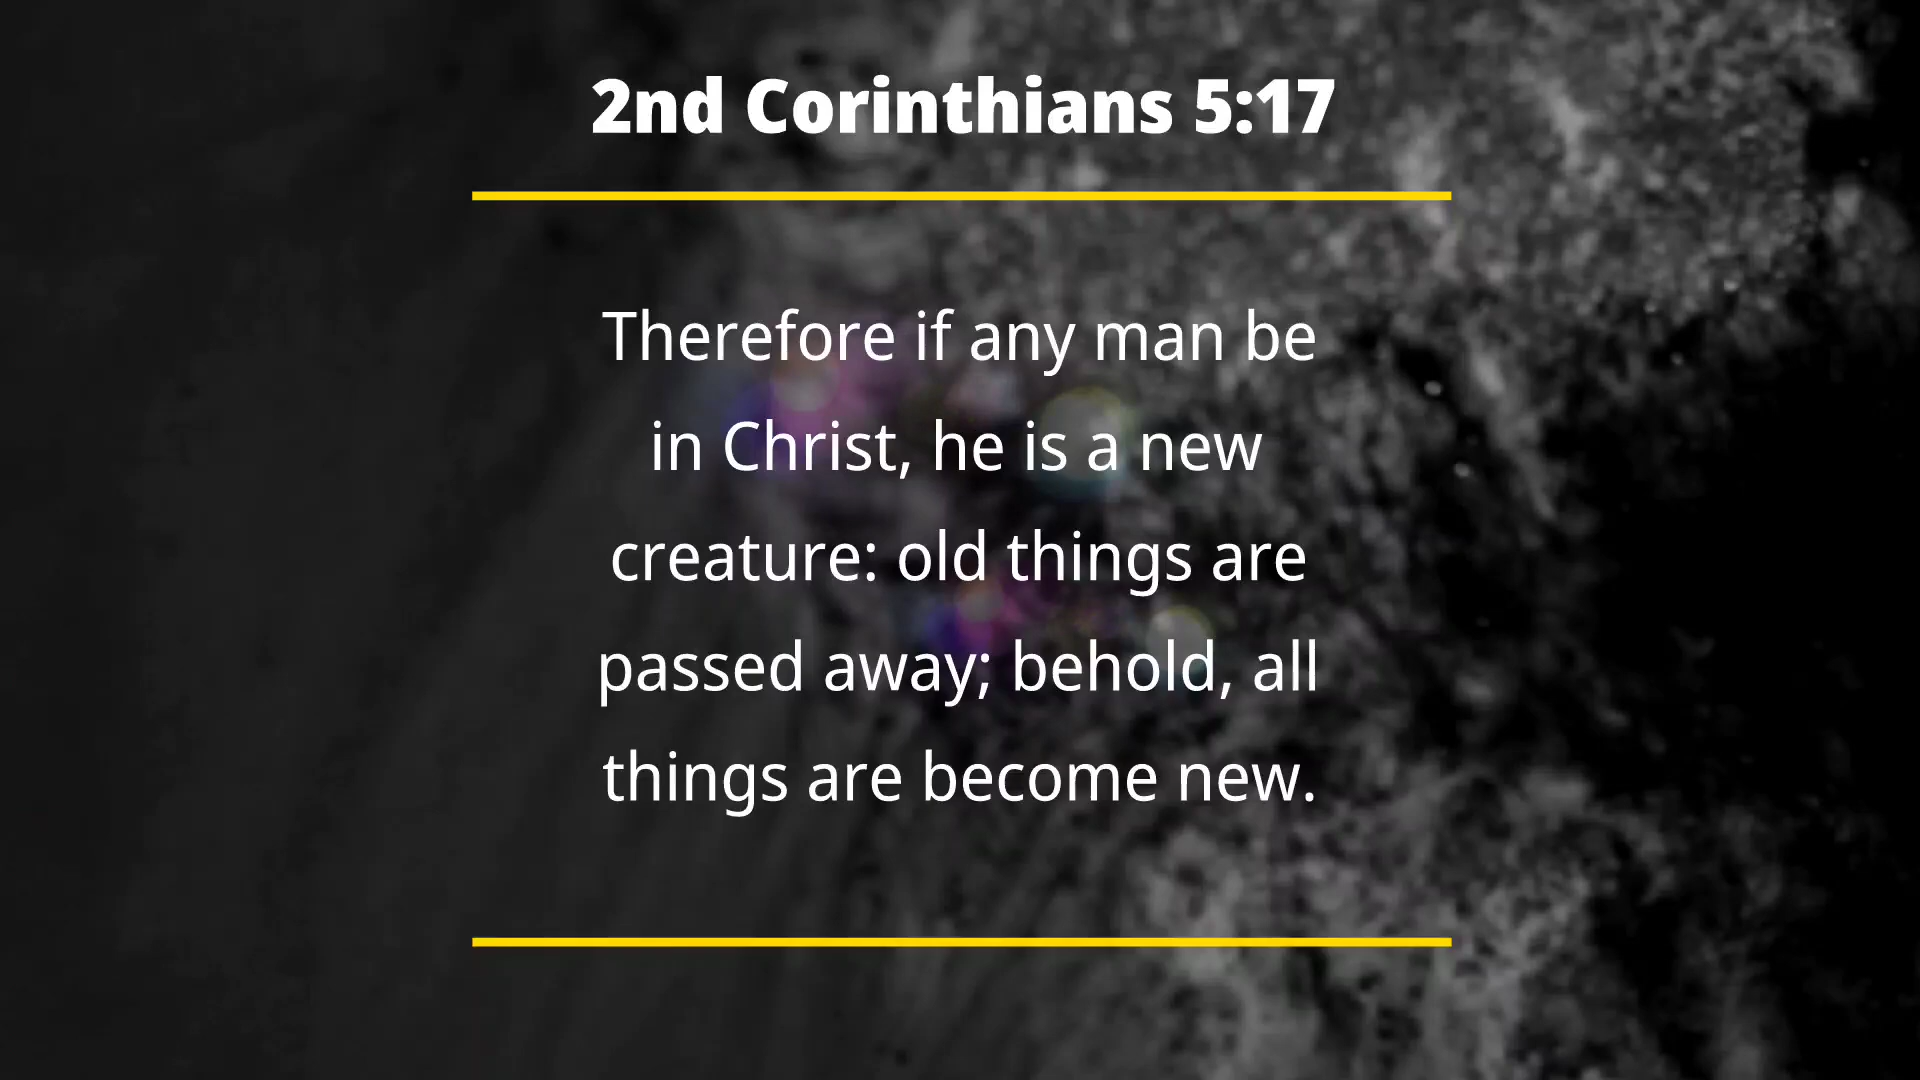 2nd Corinthians 5:17
Therefore if any man be
in Christ, he is a new
creature: old things are
passed away; behold, all
things are become new.